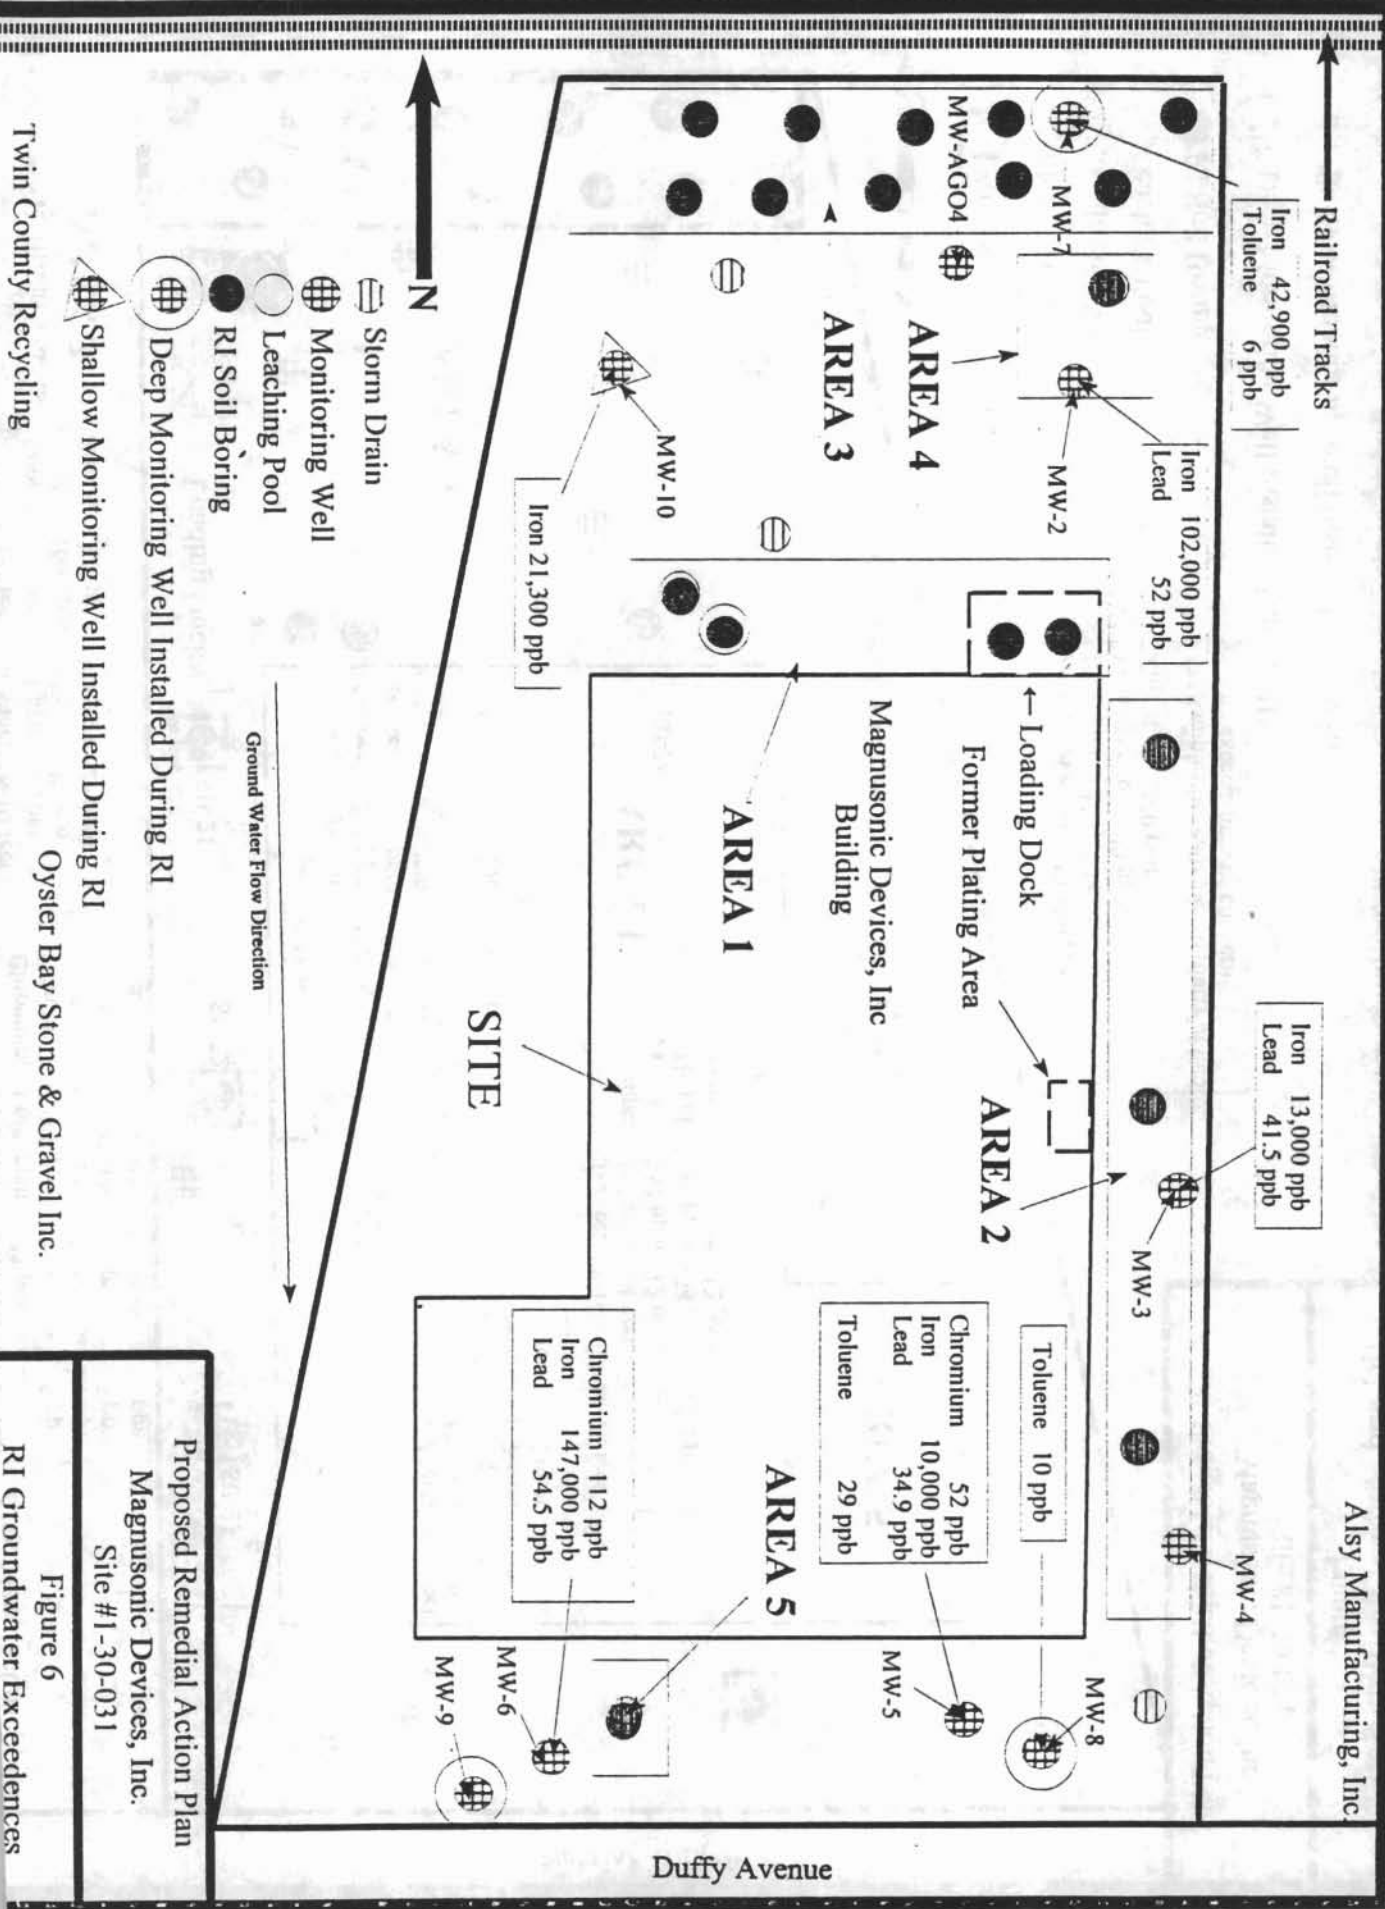 Railroad Tracks
Alsy Manufacturing, Inc.
Iron 42,900 ppb
Toluene 6 ppb
Iron 102,000 ppb
Lead 52 ppb
Iron 13,000 ppb
Lead 41.5 ppb
MW-7
MW-2
MW-3
MW-4
MW-AGO4
AREA 4
AREA 3
MW-10
Iron 21,300 ppb
←Loading Dock
Former Plating Area
Magnusonic Devices, Inc
Building
AREA 1
AREA 2
Toluene 10 ppb
Chromium 52 ppb
Iron 10,000 ppb
Lead 34.9 ppb
Toluene 29 ppb
AREA 5
Chromium 112 ppb
Iron 147,000 ppb
Lead 54.5 ppb
MW-8
MW-5
MW-6
MW-9
SITE
Duffy Avenue
N
Storm Drain
Monitoring Well
Leaching Pool
RI Soil Boring
Deep Monitoring Well Installed During RI
Shallow Monitoring Well Installed During RI
Ground Water Flow Direction
Twin County Recycling
Oyster Bay Stone & Gravel Inc.
Proposed Remedial Action Plan
Magnusonic Devices, Inc.
Site #1-30-031
Figure 6
RI Groundwater Exceedences